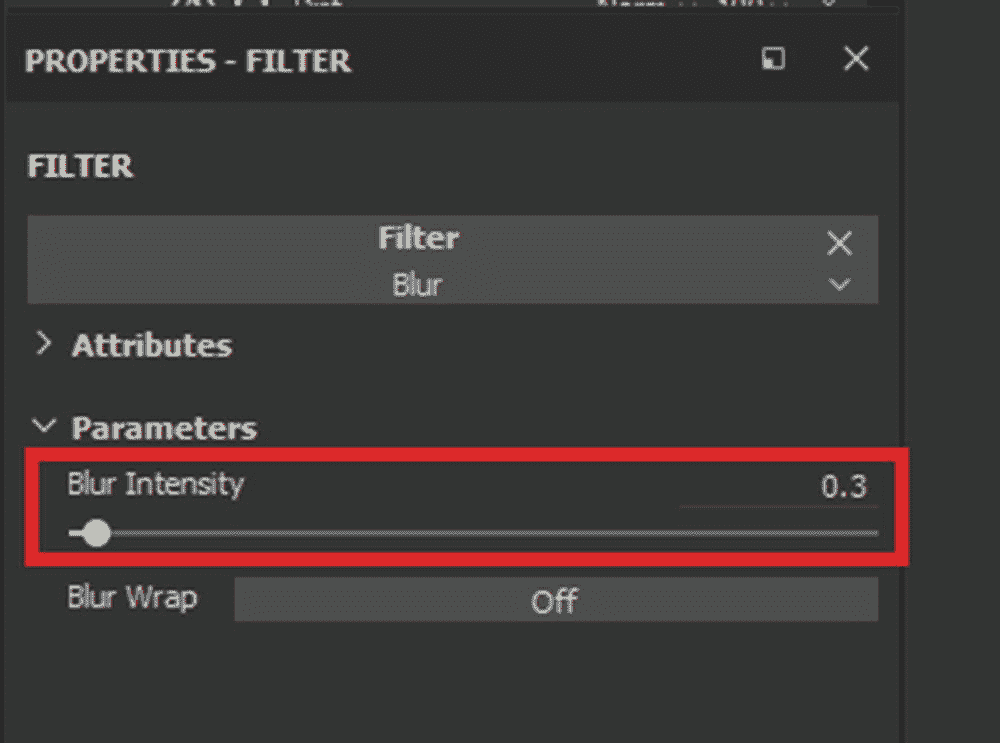 PROPERTIES - FILTER
FILTER
Filter
Blur
Attributes
Parameters
Blur Intensity 0.3
Blur Wrap Off